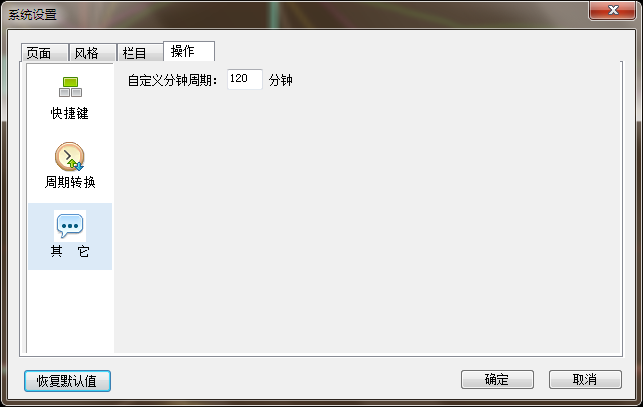 系统设置
页面 风格 栏目 操作
自定义分钟周期: 120 分钟
快捷键
周期转换
其 它
恢复默认值 确定 取消